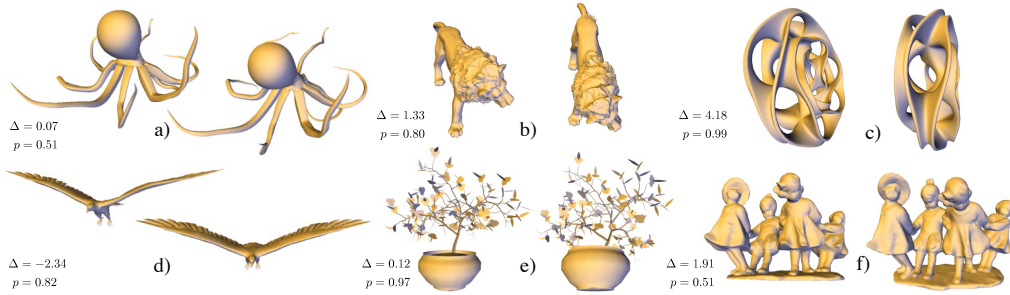 Δ = 0.07
p = 0.51
a)
Δ = 1.33
p = 0.80
b)
Δ = 4.18
p = 0.99
c)
Δ = −2.34
p = 0.82
d)
Δ = 0.12
p = 0.97
e)
Δ = 1.91
p = 0.51
f)